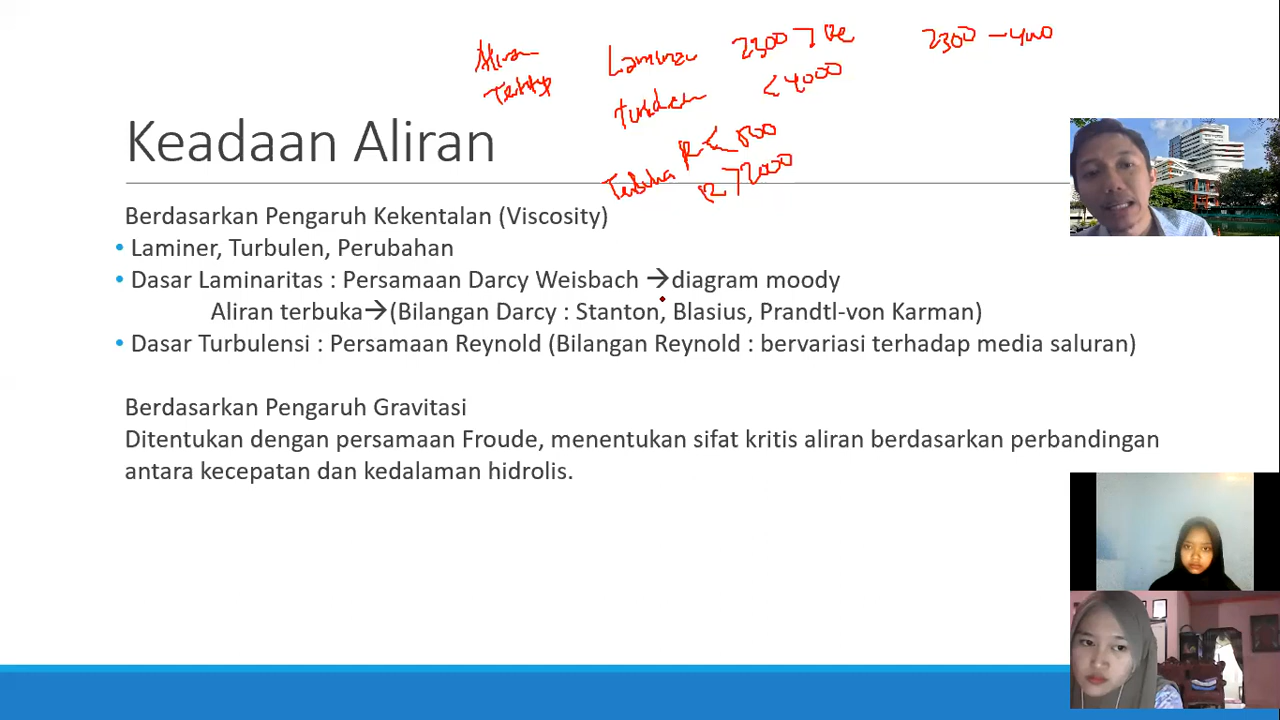 Aliran Laminer 2300 > Re 2300 - 4000
Tertutup turbulen < 4000
Terbuka R < 500
R > 2000
Keadaan Aliran
Berdasarkan Pengaruh Kekentalan (Viscosity)
• Laminer, Turbulen, Perubahan
• Dasar Laminaritas : Persamaan Darcy Weisbach → diagram moody
Aliran terbuka → (Bilangan Darcy : Stanton, Blasius, Prandtl-von Karman)
• Dasar Turbulensi : Persamaan Reynold (Bilangan Reynold : bervariasi terhadap media saluran)
Berdasarkan Pengaruh Gravitasi
Ditentukan dengan persamaan Froude, menentukan sifat kritis aliran berdasarkan perbandingan
antara kecepatan dan kedalaman hidrolis.